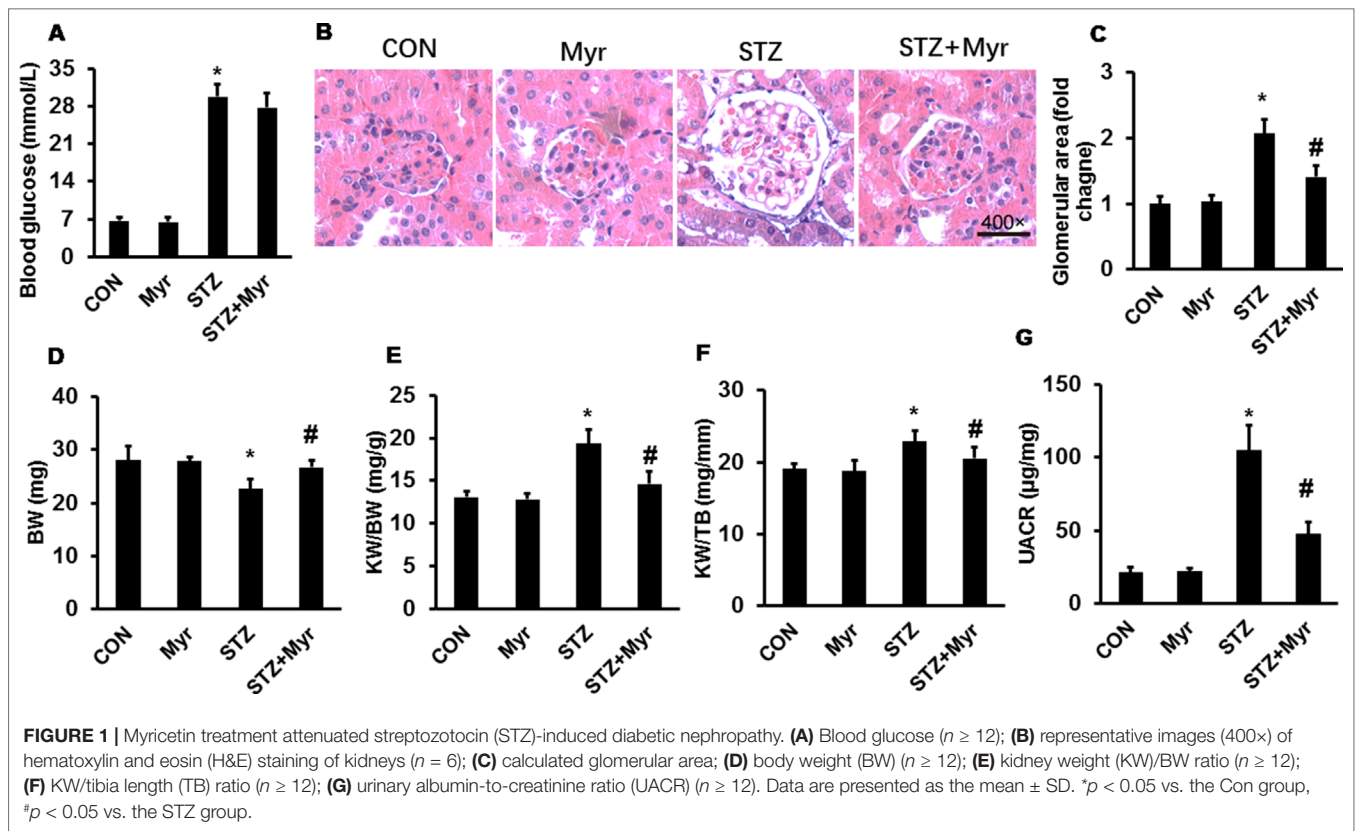 A
Blood glucose (mmol/L)
35
28
21
14
7
0
*
CON
Myr
STZ
STZ+Myr
B
CON
Myr
STZ
STZ+Myr
400×
C
Glomerular area(fold
chagne)
3
2
1
0
*
#
CON
Myr
STZ
STZ+Myr
D
BW (mg)
40
30
20
10
0
*
#
CON
Myr
STZ
STZ+Myr
E
KW/BW (mg/g)
25
20
15
10
5
0
*
#
CON
Myr
STZ
STZ+Myr
F
KW/TB (mg/mm)
30
20
10
0
*
#
CON
Myr
STZ
STZ+Myr
G
UACR (μg/mg)
150
100
50
0
*
#
CON
Myr
STZ
STZ+Myr
FIGURE 1 | Myricetin treatment attenuated streptozotocin (STZ)-induced diabetic nephropathy. (A) Blood glucose (n ≥ 12); (B) representative images (400×) of
hematoxylin and eosin (H&E) staining of kidneys (n = 6); (C) calculated glomerular area; (D) body weight (BW) (n ≥ 12); (E) kidney weight (KW)/BW ratio (n ≥ 12);
(F) KW/tibia length (TB) ratio (n ≥ 12); (G) urinary albumin-to-creatinine ratio (UACR) (n ≥ 12). Data are presented as the mean ± SD. *p < 0.05 vs. the Con group,
#p < 0.05 vs. the STZ group.